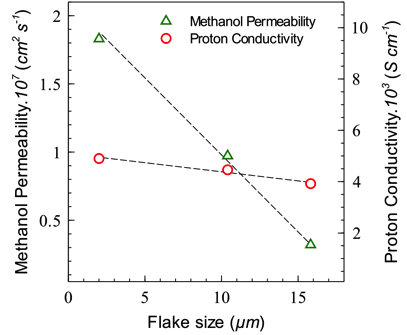 Methanol Permeability
Proton Conductivity
Methanol Permeability.10⁷ (cm² s⁻¹)
2
1.5
1
0.5
Proton Conductivity.10³ (S cm⁻¹)
10
8
6
4
2
0
5
10
15
Flake size (μm)